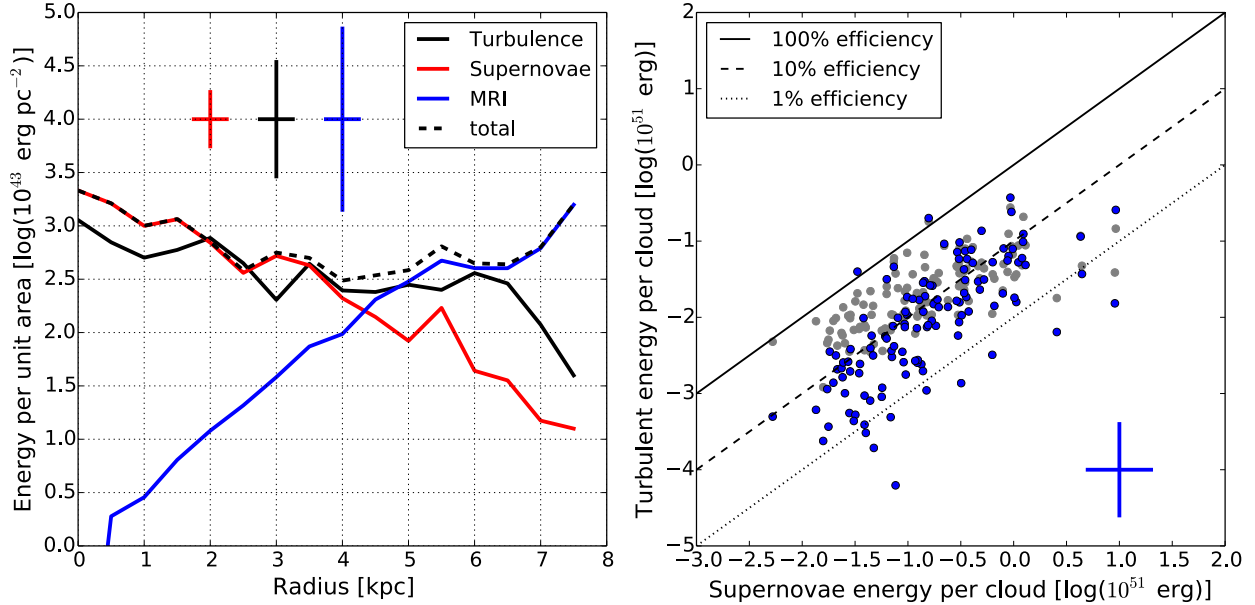 Energy per unit area [log(10^43 erg pc^−2)]
5.0
4.5
4.0
3.5
3.0
2.5
2.0
1.5
1.0
0.5
0.0
Turbulence
Supernovae
MRI
total
0 1 2 3 4 5 6 7 8
Radius [kpc]
Turbulent energy per cloud [log(10^51 erg)]
2
1
0
−1
−2
−3
−4
−5
100% efficiency
10% efficiency
1% efficiency
−3.0 −2.5 −2.0 −1.5 −1.0 −0.5 0.0 0.5 1.0 1.5 2.0
Supernovae energy per cloud [log(10^51 erg)]